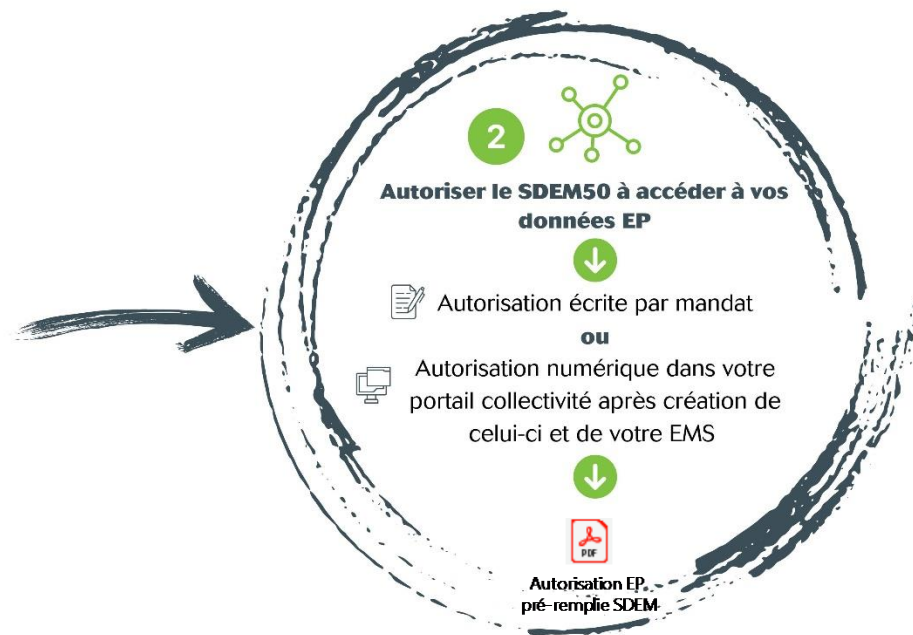 2
Autoriser le SDEM50 à accéder à vos
données EP
Autorisation écrite par mandat
ou
Autorisation numérique dans votre
portail collectivité après création de
celui-ci et de votre EMS
PDF
Autorisation EP
pré-remplie SDEM